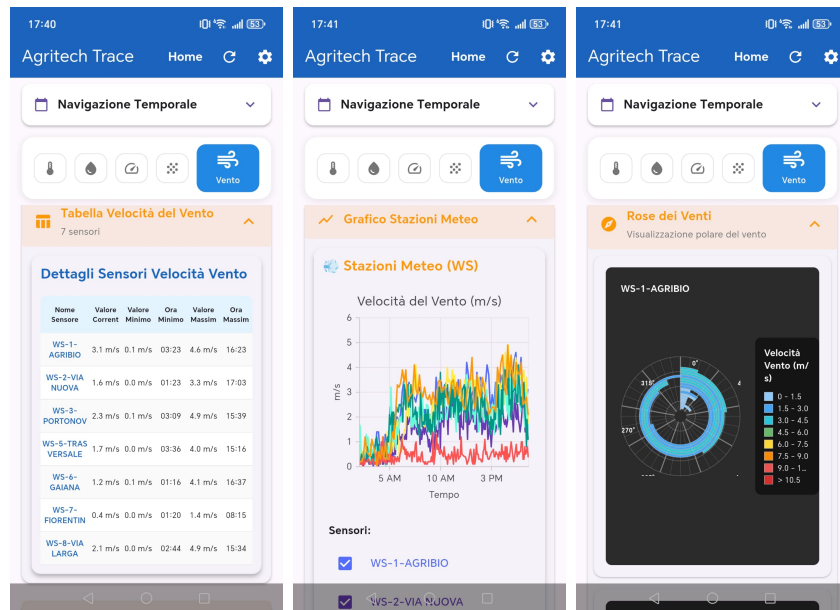 17:40
53
Agritech Trace Home
Navigazione Temporale
Vento
Tabella Velocità del Vento
7 sensori
Dettagli Sensori Velocità Vento
Nome Valore Valore Ora Valore Ora
Sensore Corrent Minimo Minimo Massim Massim
WS-1-
AGRIBIO 3.1 m/s 0.1 m/s 03:23 4.6 m/s 16:23
WS-2-VIA
NUOVA 1.6 m/s 0.0 m/s 01:23 3.3 m/s 17:03
WS-3-
PORTONOV 2.3 m/s 0.1 m/s 03:09 4.9 m/s 15:39
WS-5-TRAS
VERSALE 1.7 m/s 0.0 m/s 03:36 4.0 m/s 15:16
WS-6-
GAIANA 1.2 m/s 0.1 m/s 01:16 4.1 m/s 16:37
WS-7-
FIORENTIN 0.4 m/s 0.0 m/s 01:20 1.4 m/s 08:15
WS-8-VIA
LARGA 2.1 m/s 0.0 m/s 02:44 4.9 m/s 15:34
17:41
53
Agritech Trace Home
Navigazione Temporale
Vento
Grafico Stazioni Meteo
Stazioni Meteo (WS)
Velocità del Vento (m/s)
6
5
4
3
2
1
0
m/s
5 AM 10 AM 3 PM
Tempo
Sensori:
WS-1-AGRIBIO
WS-2-VIA NUOVA
17:41
53
Agritech Trace Home
Navigazione Temporale
Vento
Rose dei Venti
Visualizzazione polare del vento
WS-1-AGRIBIO
0°
315°
4
270°
Velocità
Vento (m/
s)
0 - 1.5
1.5 - 3.0
3.0 - 4.5
4.5 - 6.0
6.0 - 7.5
7.5 - 9.0
9.0 - 1...
> 10.5